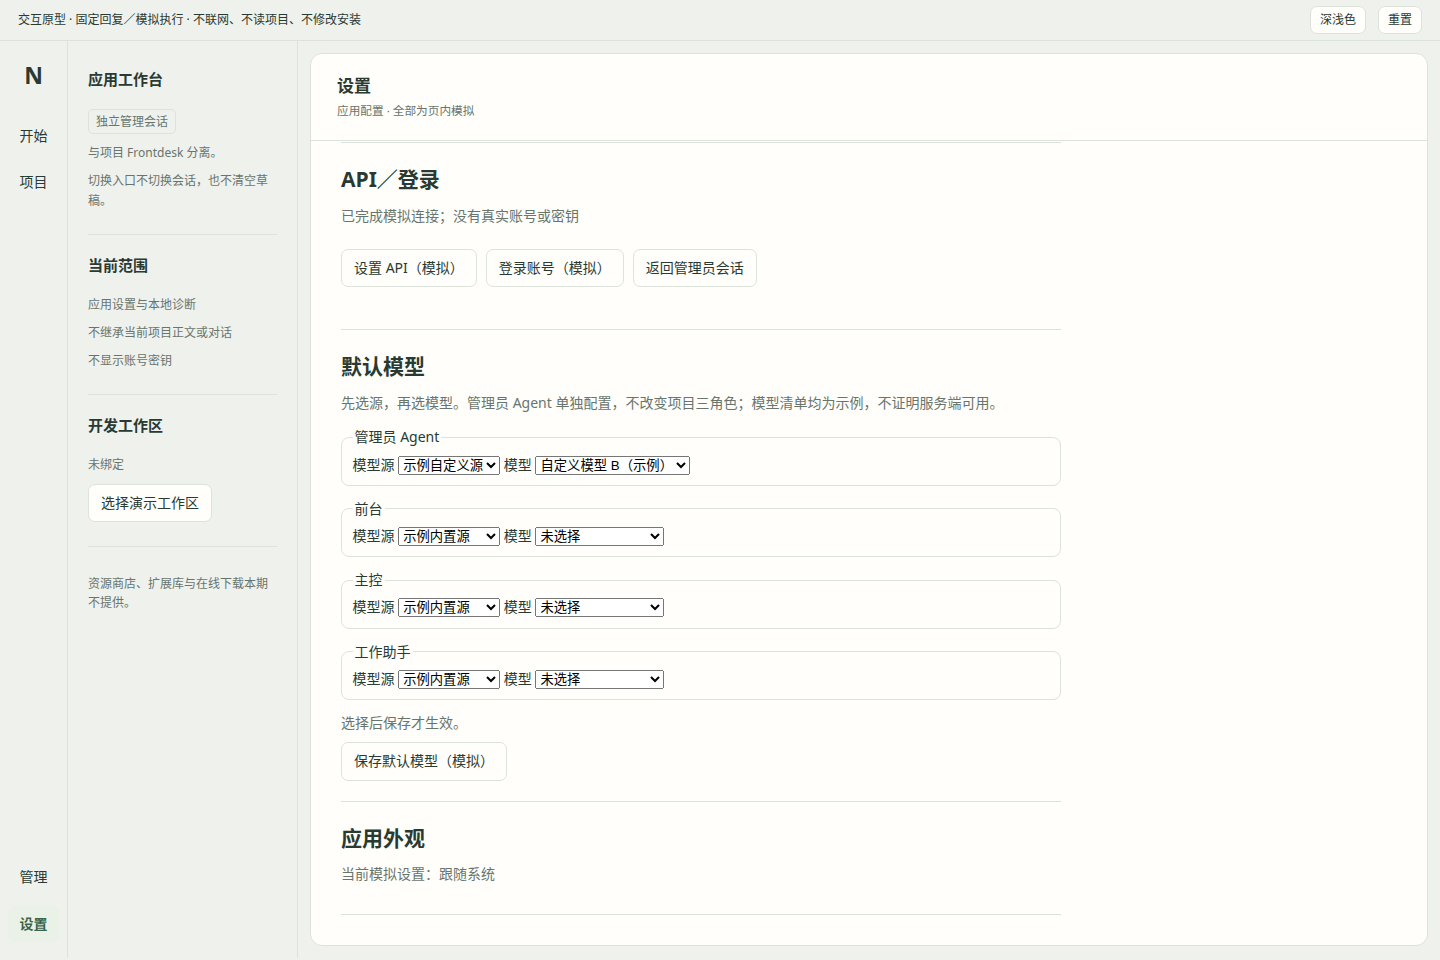 交互原型 · 固定回复／模拟执行 · 不联网、不读项目、不修改安装
深浅色
重置
N
开始
项目
管理
设置
应用工作台
独立管理会话
与项目 Frontdesk 分离。
切换入口不切换会话，也不清空草
稿。
当前范围
应用设置与本地诊断
不继承当前项目正文或对话
不显示账号密钥
开发工作区
未绑定
选择演示工作区
资源商店、扩展库与在线下载本期
不提供。
设置
应用配置 · 全部为页内模拟
API／登录
已完成模拟连接；没有真实账号或密钥
设置 API（模拟）
登录账号（模拟）
返回管理员会话
默认模型
先选源，再选模型。管理员 Agent 单独配置，不改变项目三角色；模型清单均为示例，不证明服务端可用。
管理员 Agent
模型源 示例自定义源 模型 自定义模型 B（示例）
前台
模型源 示例内置源 模型 未选择
主控
模型源 示例内置源 模型 未选择
工作助手
模型源 示例内置源 模型 未选择
选择后保存才生效。
保存默认模型（模拟）
应用外观
当前模拟设置：跟随系统